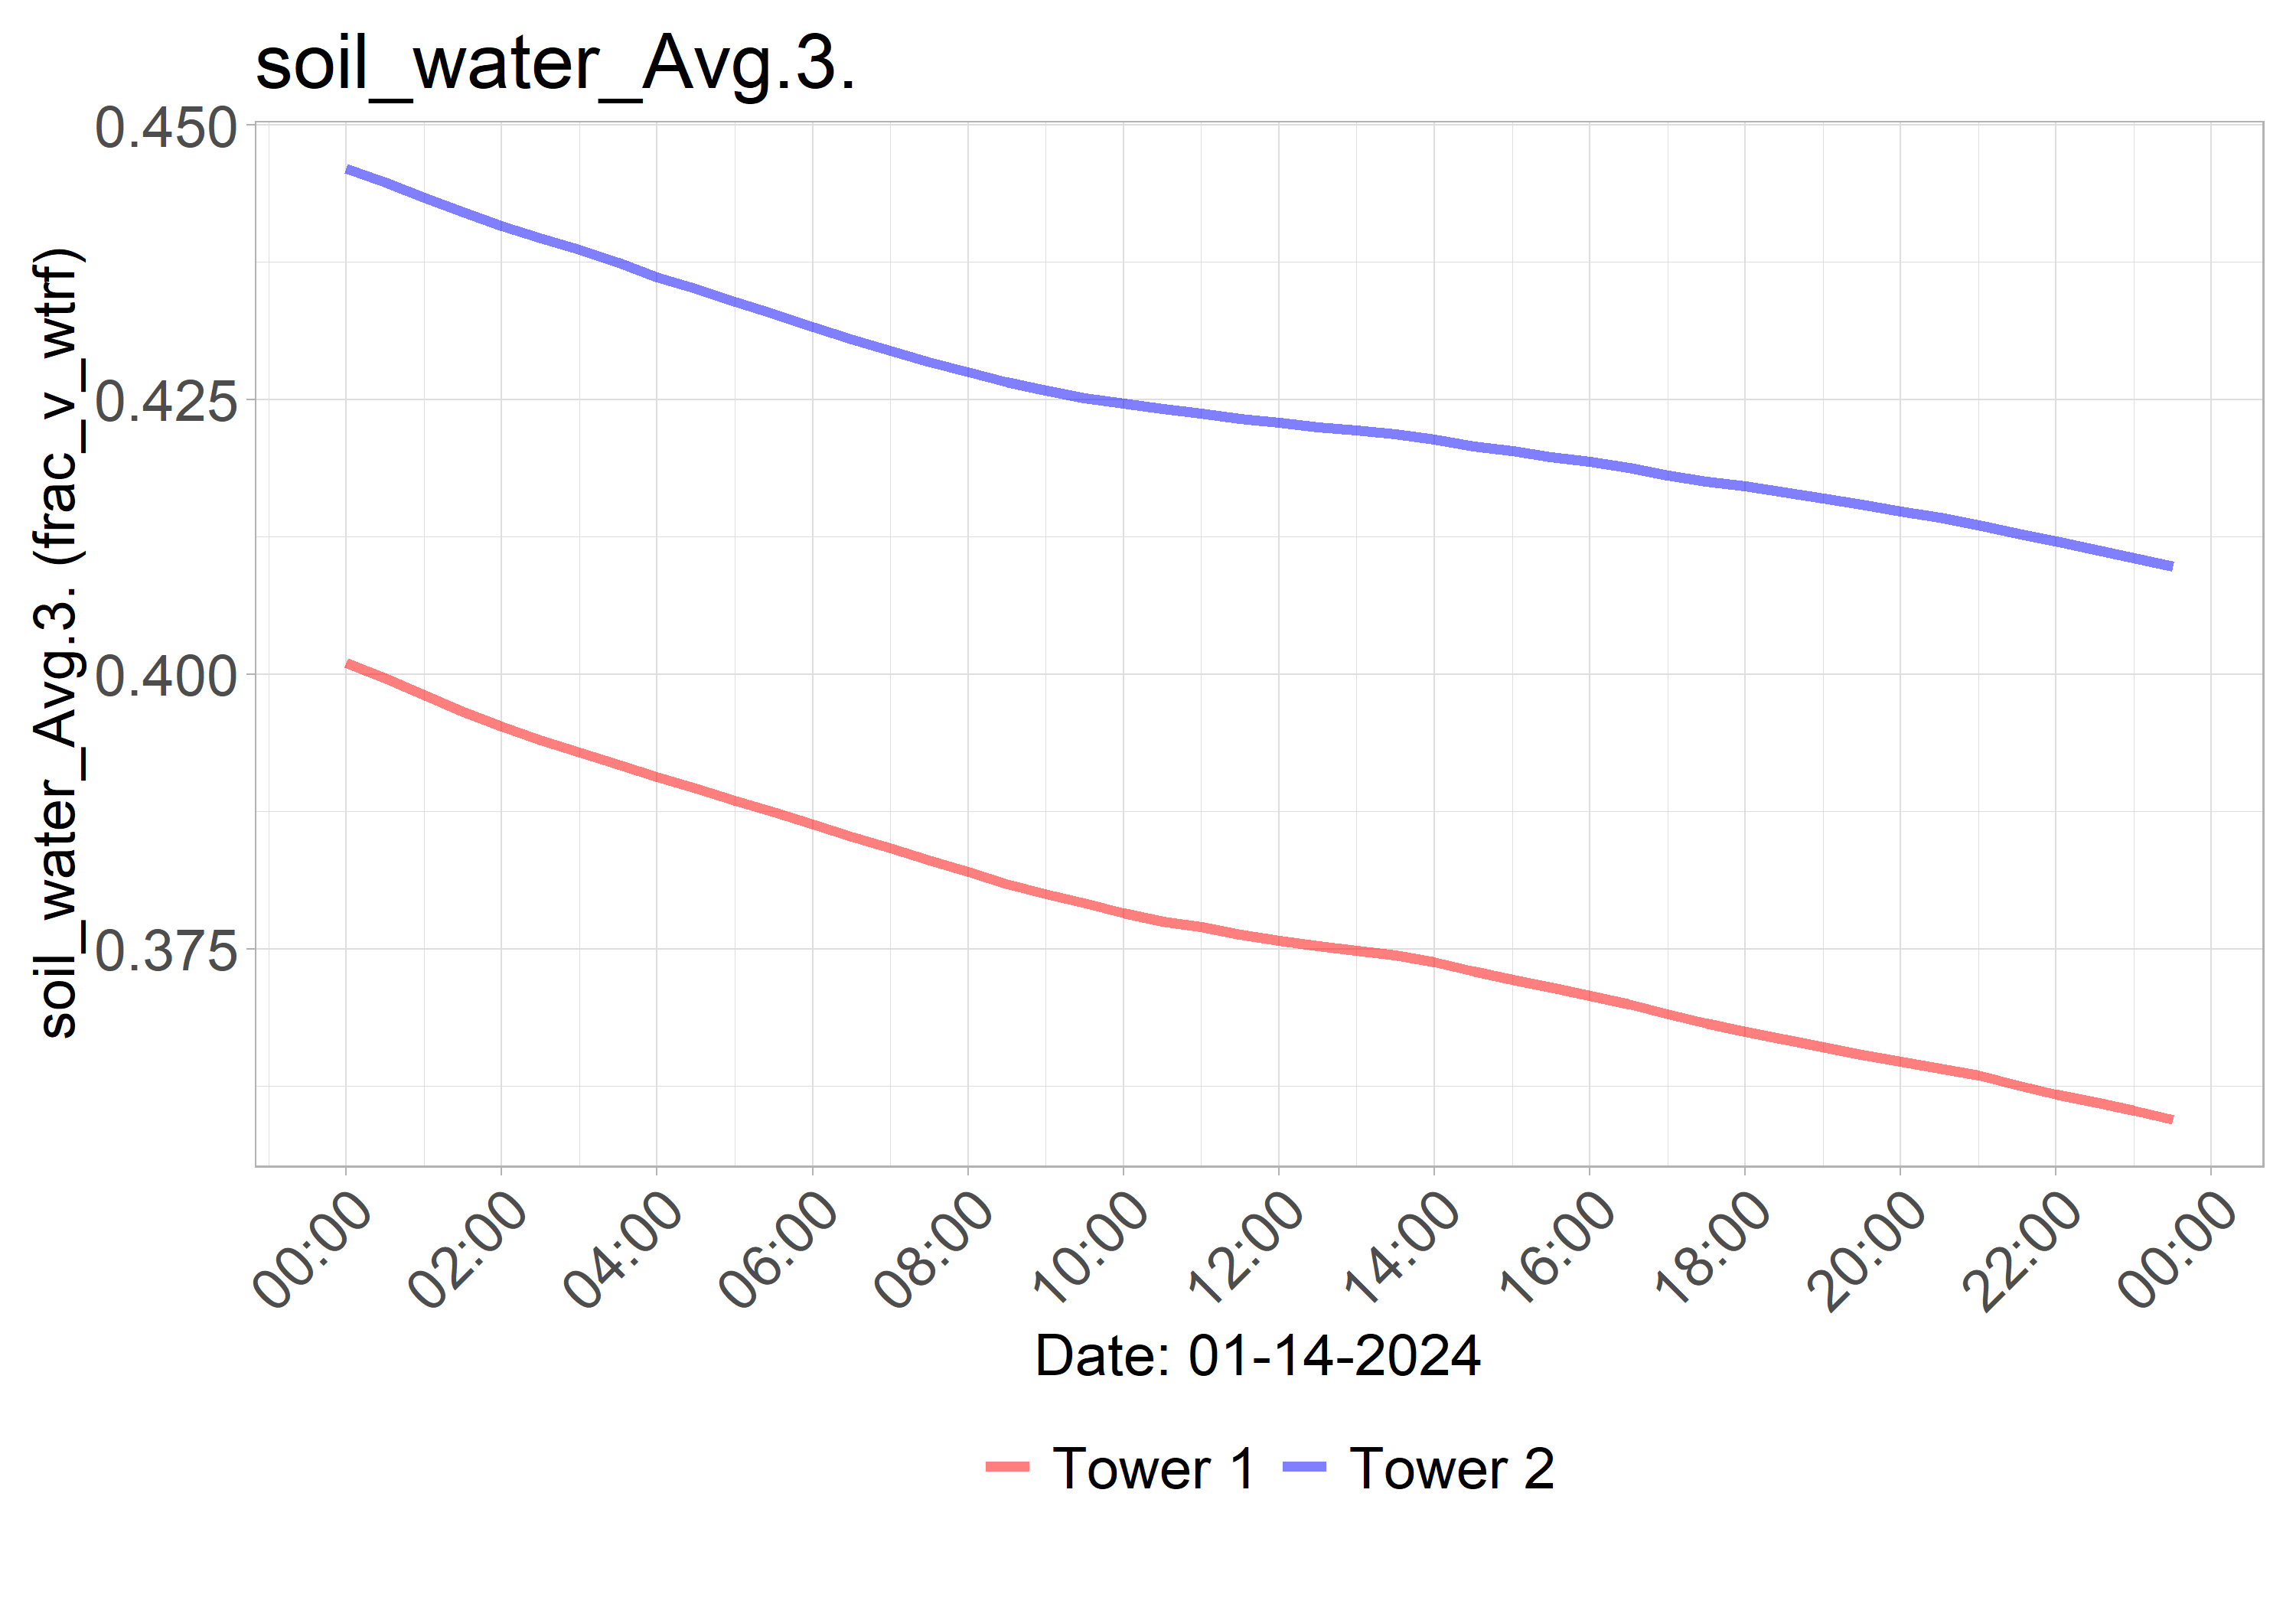 soil_water_Avg.3.
soil_water_Avg.3. (frac_v_wtrf)
0.450
0.425
0.400
0.375
00:00 02:00 04:00 06:00 08:00 10:00 12:00 14:00 16:00 18:00 20:00 22:00 00:00
Date: 01-14-2024
Tower 1 Tower 2